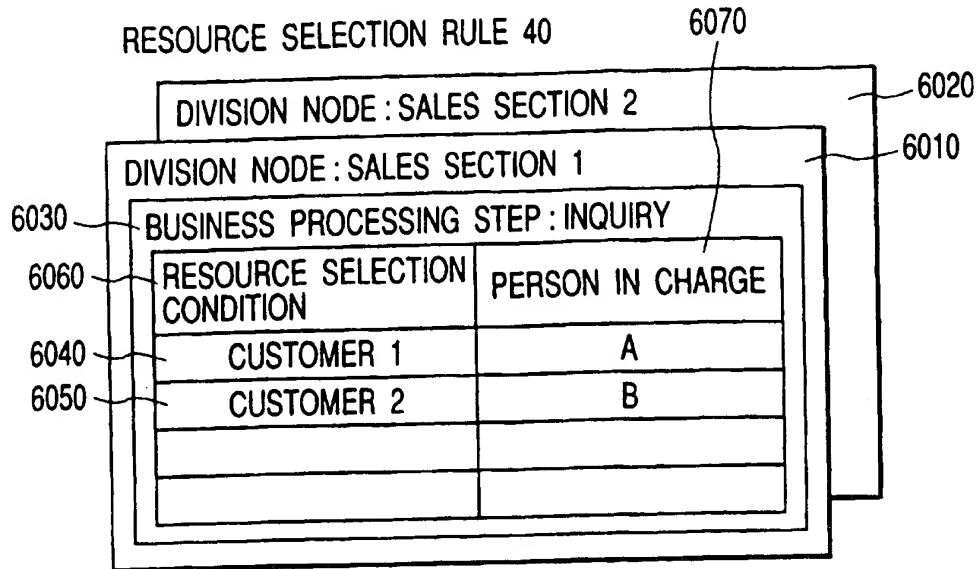 RESOURCE SELECTION RULE 40
6070
DIVISION NODE : SALES SECTION 2
6020
DIVISION NODE : SALES SECTION 1
6010
6030
BUSINESS PROCESSING STEP : INQUIRY
6060
RESOURCE SELECTION
CONDITION
PERSON IN CHARGE
6040
CUSTOMER 1
A
6050
CUSTOMER 2
B